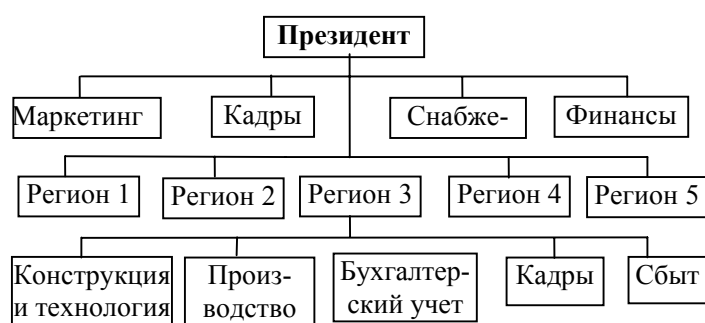 Президент
Маркетинг Кадры Снабже- Финансы
Регион 1 Регион 2 Регион 3 Регион 4 Регион 5
Конструкция Произ- Бухгалтер- Кадры Сбыт
и технология водство ский учет